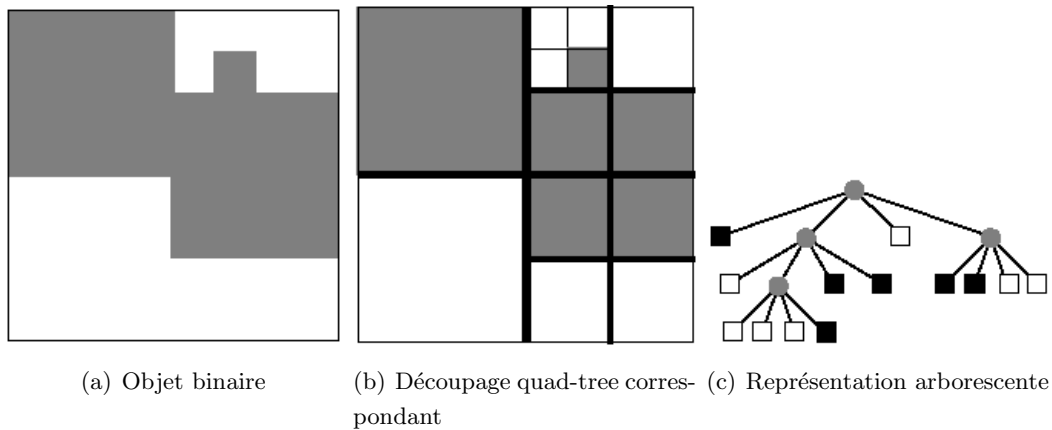 (a) Objet binaire
(b) Découpage quad-tree corres-
pondant
(c) Représentation arborescente